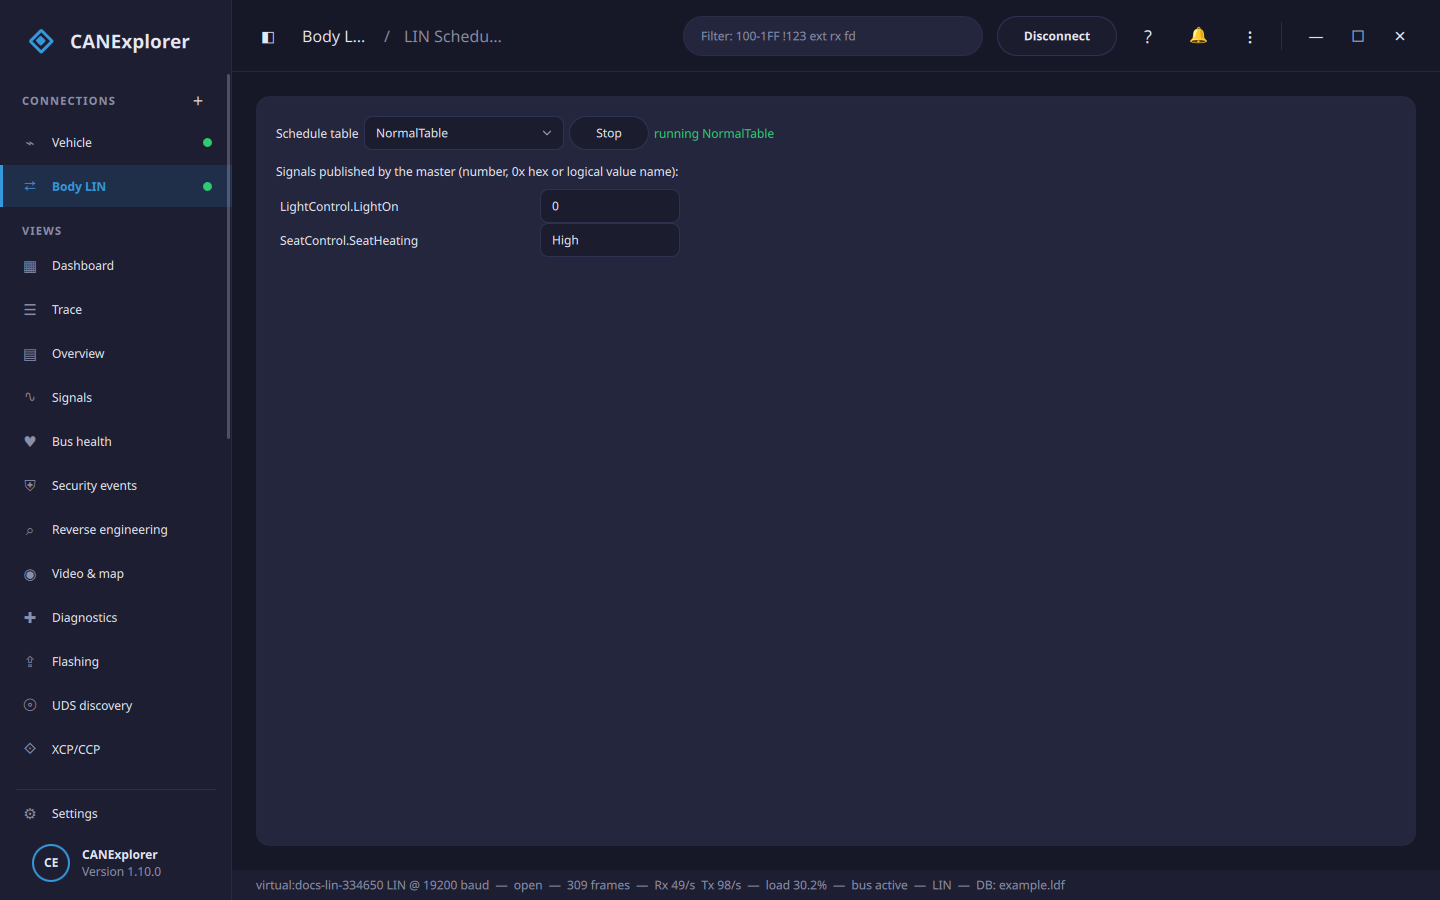 CANExplorer
CONNECTIONS +
Vehicle
Body LIN
VIEWS
Dashboard
Trace
Overview
Signals
Bus health
Security events
Reverse engineering
Video & map
Diagnostics
Flashing
UDS discovery
XCP/CCP
Settings
CE
CANExplorer
Version 1.10.0
Body L... / LIN Schedu...
Filter: 100-1FF !123 ext rx fd
Disconnect
?
Schedule table NormalTable Stop running NormalTable
Signals published by the master (number, 0x hex or logical value name):
LightControl.LightOn 0
SeatControl.SeatHeating High
virtual:docs-lin-334650 LIN @ 19200 baud — open — 309 frames — Rx 49/s Tx 98/s — load 30.2% — bus active — LIN — DB: example.ldf